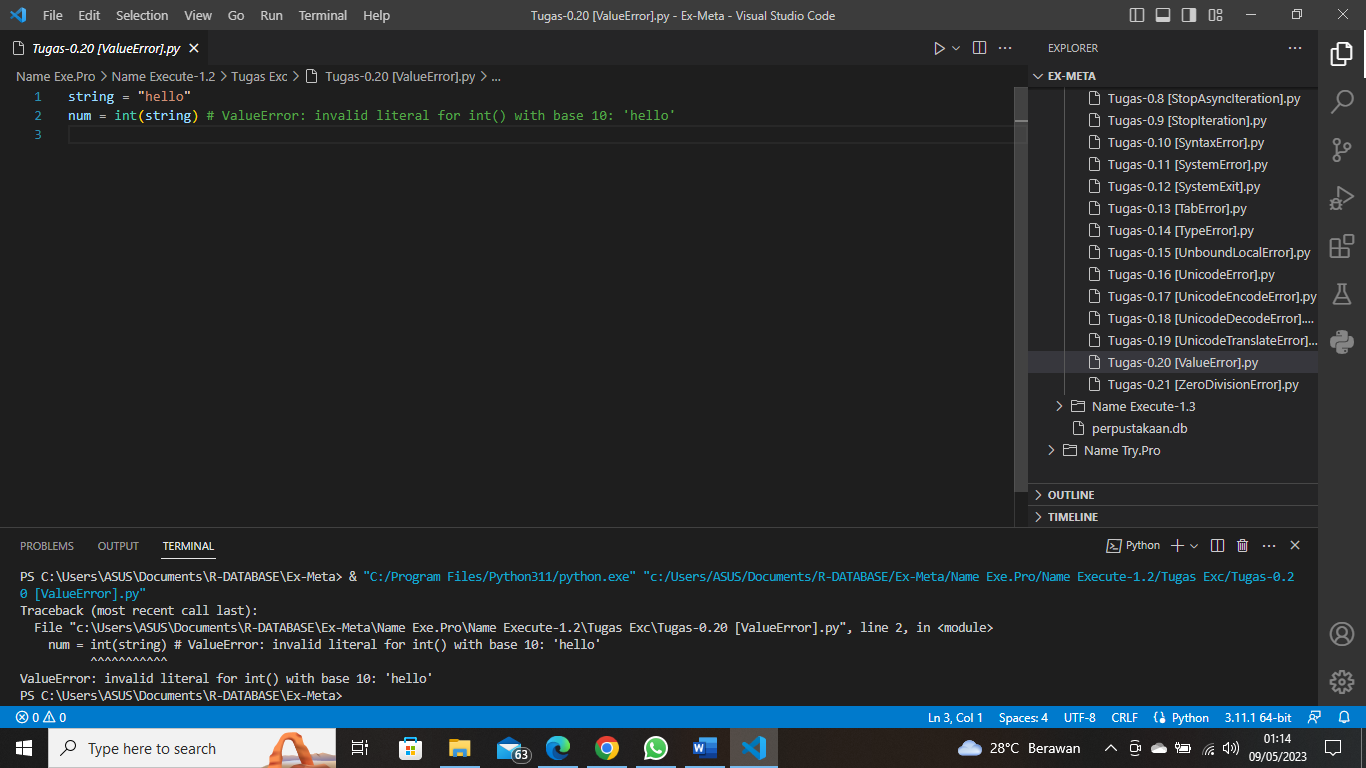 File Edit Selection View Go Run Terminal Help
Tugas-0.20 [ValueError].py - Ex-Meta - Visual Studio Code
Tugas-0.20 [ValueError].py
Name Exe.Pro > Name Execute-1.2 > Tugas Exc > Tugas-0.20 [ValueError].py > ...
1 string = "hello"
2 num = int(string) # ValueError: invalid literal for int() with base 10: 'hello'
3
EXPLORER
EX-META
Tugas-0.8 [StopAsyncIteration].py
Tugas-0.9 [StopIteration].py
Tugas-0.10 [SyntaxError].py
Tugas-0.11 [SystemError].py
Tugas-0.12 [SystemExit].py
Tugas-0.13 [TabError].py
Tugas-0.14 [TypeError].py
Tugas-0.15 [UnboundLocalError].py
Tugas-0.16 [UnicodeError].py
Tugas-0.17 [UnicodeEncodeError].py
Tugas-0.18 [UnicodeDecodeError]....
Tugas-0.19 [UnicodeTranslateError]...
Tugas-0.20 [ValueError].py
Tugas-0.21 [ZeroDivisionError].py
Name Execute-1.3
perpustakaan.db
Name Try.Pro
OUTLINE
TIMELINE
PROBLEMS OUTPUT TERMINAL
Python
PS C:\Users\ASUS\Documents\R-DATABASE\Ex-Meta> & "C:/Program Files/Python311/python.exe" "c:/Users/ASUS/Documents/R-DATABASE/Ex-Meta/Name Exe.Pro/Name Execute-1.2/Tugas Exc/Tugas-0.2
0 [ValueError].py"
Traceback (most recent call last):
File "c:\Users\ASUS\Documents\R-DATABASE\Ex-Meta\Name Exe.Pro\Name Execute-1.2\Tugas Exc\Tugas-0.20 [ValueError].py", line 2, in <module>
num = int(string) # ValueError: invalid literal for int() with base 10: 'hello'
^^^^^^^^^^^
ValueError: invalid literal for int() with base 10: 'hello'
PS C:\Users\ASUS\Documents\R-DATABASE\Ex-Meta>
0 0
Ln 3, Col 1 Spaces: 4 UTF-8 CRLF Python 3.11.1 64-bit
Type here to search
63
28°C Berawan
01:14
09/05/2023